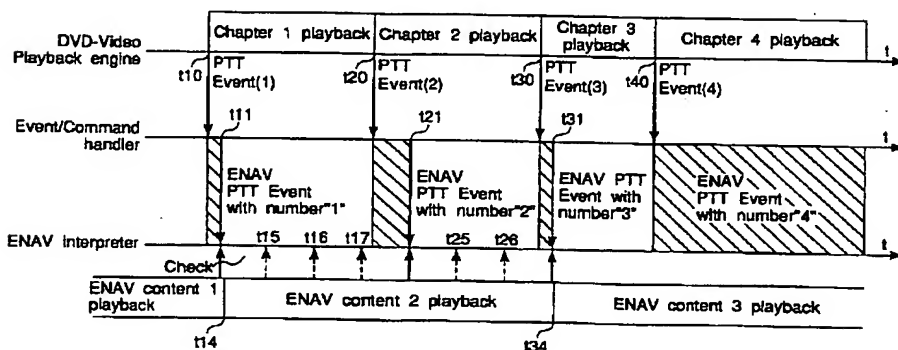 Chapter 1 playback
Chapter 2 playback
Chapter 3
playback
Chapter 4 playback
DVD-Video
Playback engine
t
t10
PTT
Event(1)
t20
PTT
Event(2)
t30
PTT
Event(3)
t40
PTT
Event(4)
t11
t21
t31
Event/Command
handler
t
ENAV
PTT Event
with number"1"
ENAV
PTT Event
with number"2"
ENAV PTT
Event with
number"3"
ENAV
PTT Event
with number"4"
ENAV interpreter
t15
t16
t17
t25
t26
t
Check
ENAV content 1
playback
ENAV content 2 playback
ENAV content 3 playback
t14
t34